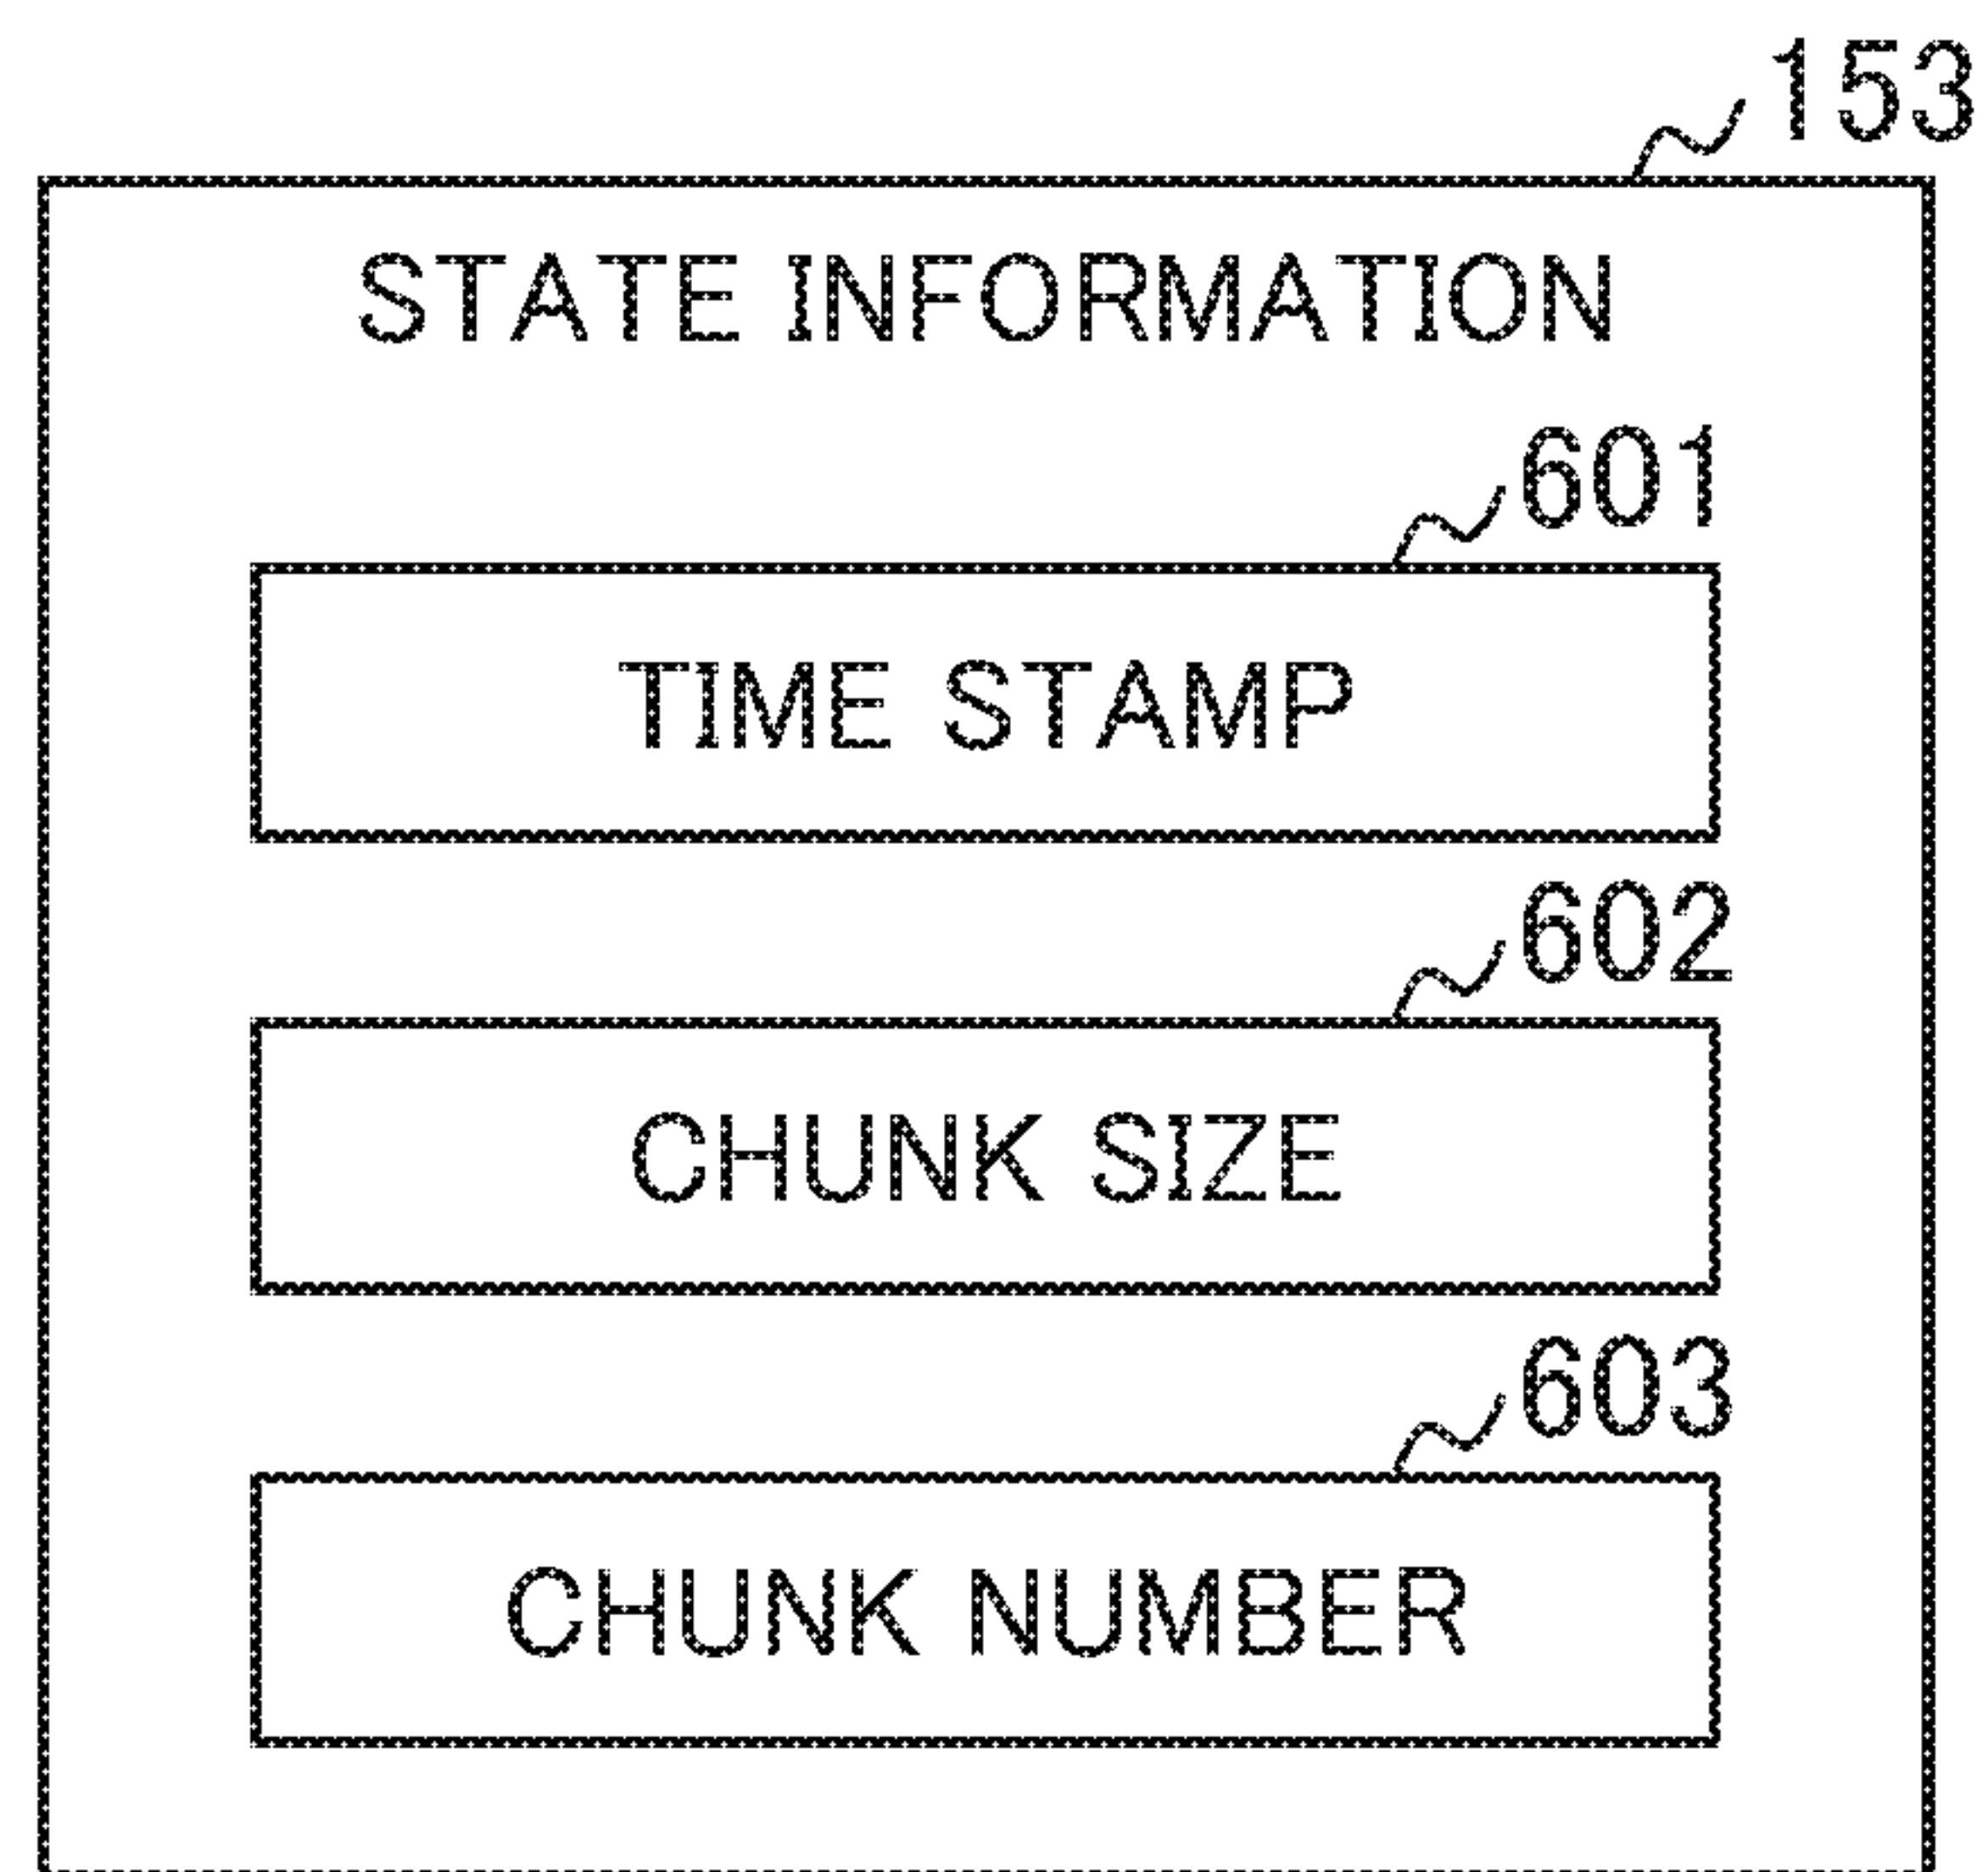 153
STATE INFORMATION
601
TIME STAMP
602
CHUNK SIZE
603
CHUNK NUMBER